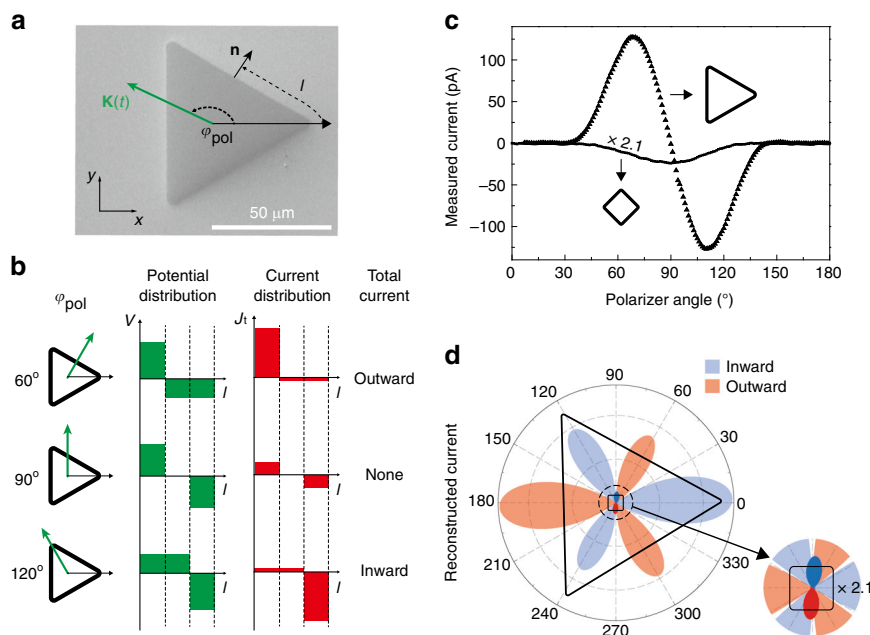 a
n
l
K(t)
φpol
y
x
50 μm
b
φpol
Potential distribution
Current distribution
Total current
V
Jt
60°
l
l
Outward
90°
l
l
None
120°
l
l
Inward
c
Measured current (pA)
100
50
0
−50
−100
× 2.1
0
30
60
90
120
150
180
Polarizer angle (°)
d
Inward
Outward
Reconstructed current
90
120
60
150
30
180
0
210
330
240
300
270
× 2.1